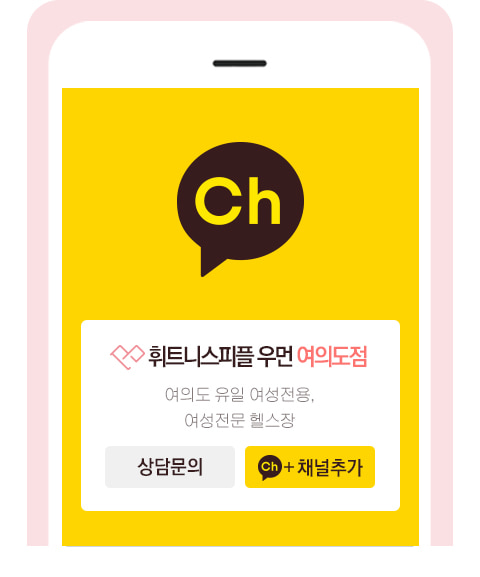 Ch
휘트니스피플 우먼 여의도점
여의도 유일 여성전용,
여성전문 헬스장
상담문의
Ch + 채널추가